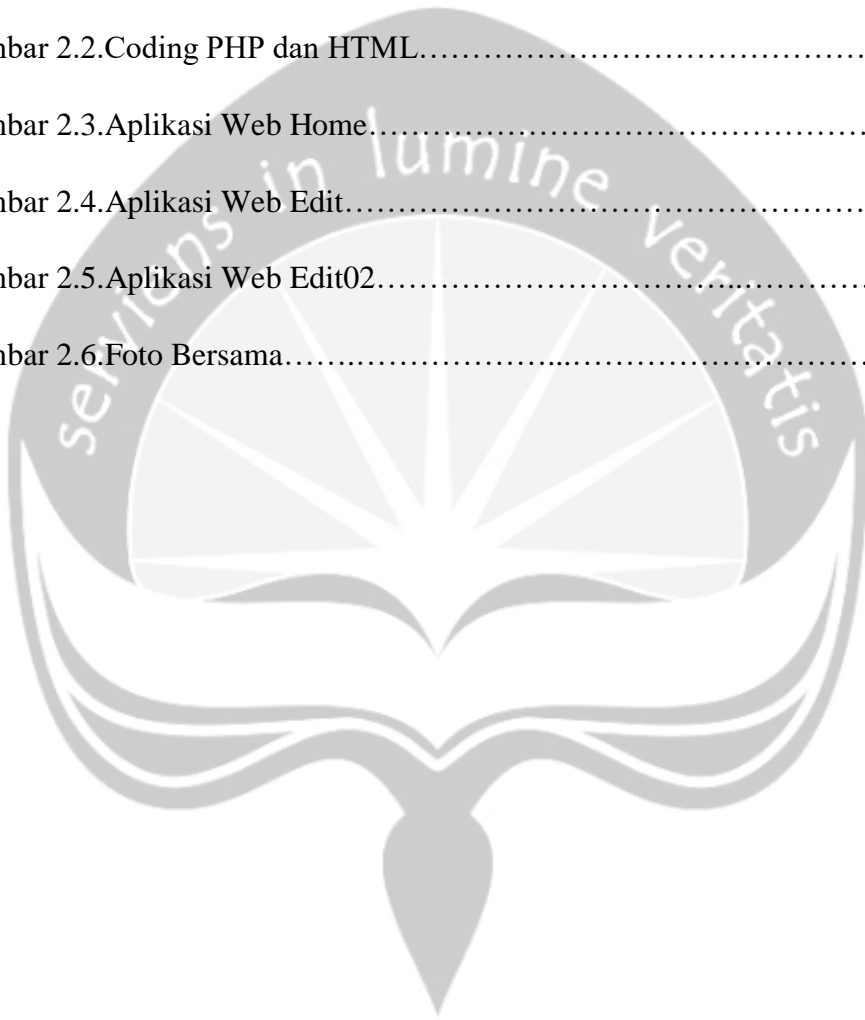 mbar 2.2.Coding PHP dan HTML……………………………………
mbar 2.3.Aplikasi Web Home…………………………………………
mbar 2.4.Aplikasi Web Edit……………………………………………
mbar 2.5.Aplikasi Web Edit02…………………………...…………
mbar 2.6.Foto Bersama…….…………………...……………………
serviens in lumine veritatis